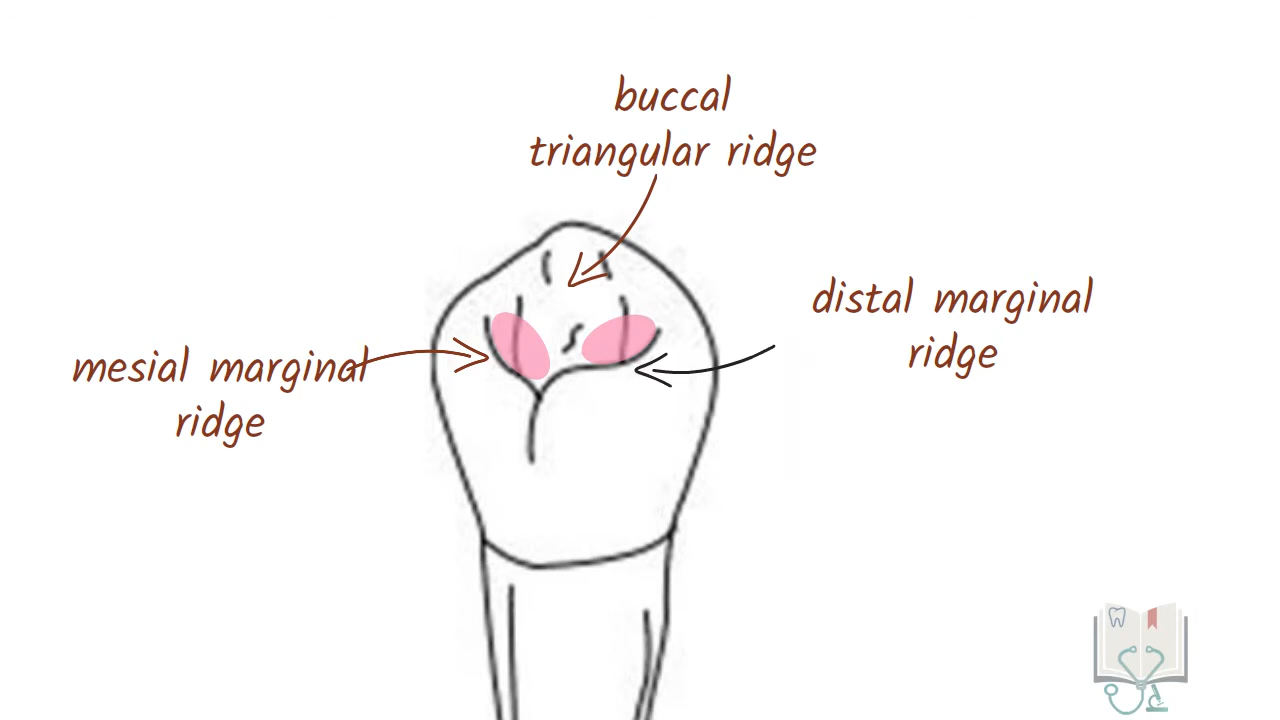 buccal
triangular ridge
distal marginal
ridge
mesial marginal
ridge